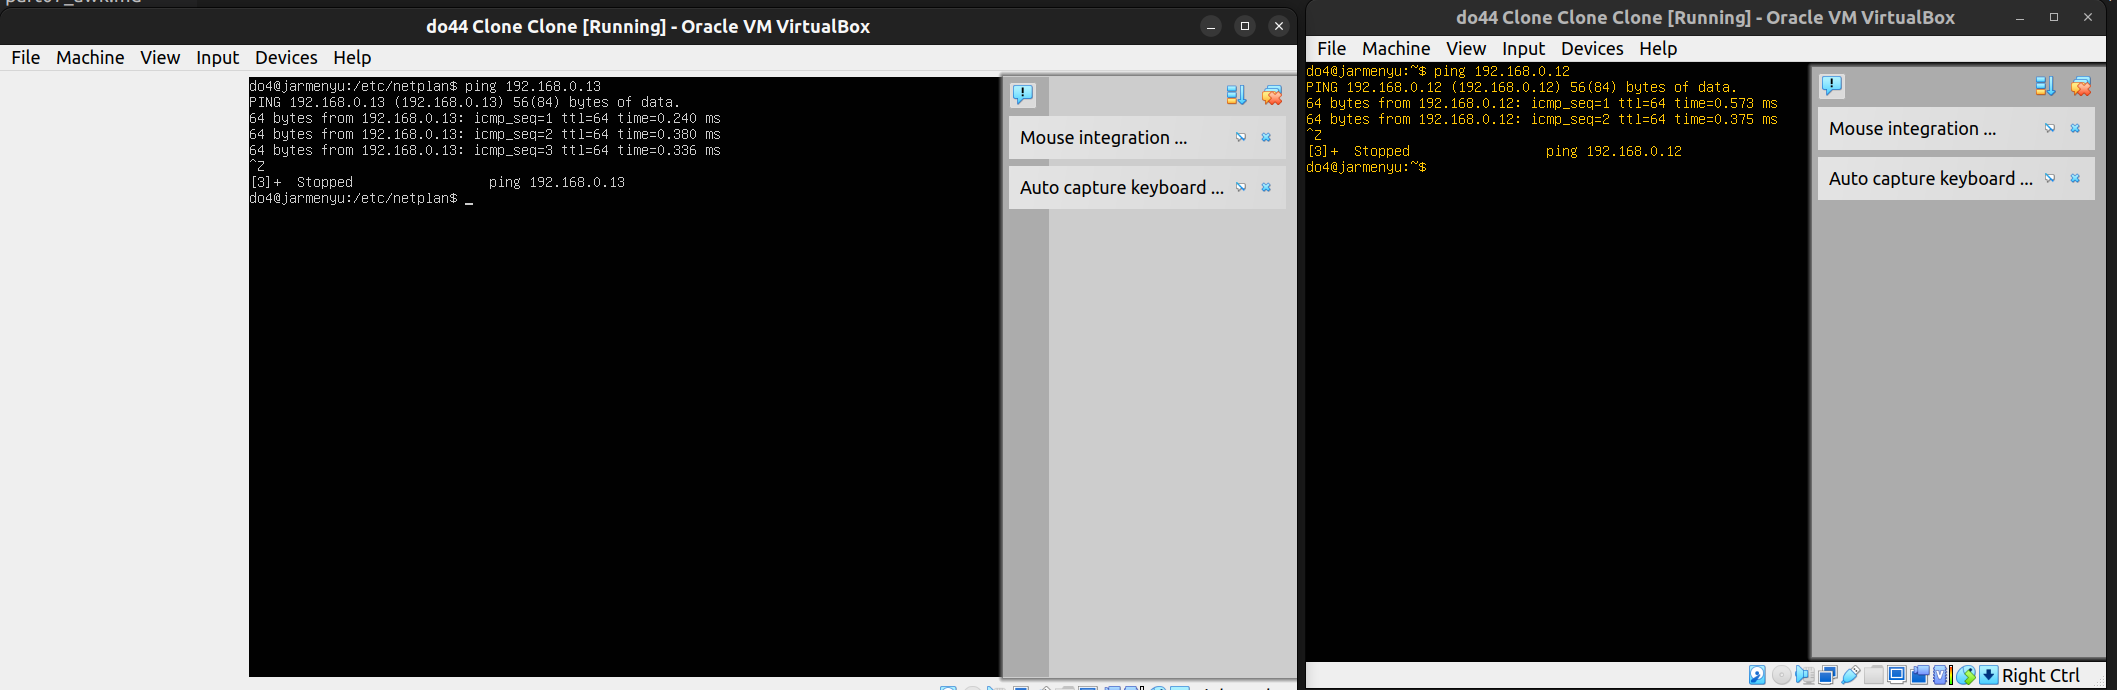 do44 Clone Clone [Running] - Oracle VM VirtualBox
File Machine View Input Devices Help
do4@jarmenyu:/etc/netplan$ ping 192.168.0.13
PING 192.168.0.13 (192.168.0.13) 56(84) bytes of data.
64 bytes from 192.168.0.13: icmp_seq=1 ttl=64 time=0.240 ms
64 bytes from 192.168.0.13: icmp_seq=2 ttl=64 time=0.380 ms
64 bytes from 192.168.0.13: icmp_seq=3 ttl=64 time=0.336 ms
^Z
[3]+  Stopped                 ping 192.168.0.13
do4@jarmenyu:/etc/netplan$ _
Mouse integration ...
Auto capture keyboard ...
do44 Clone Clone Clone [Running] - Oracle VM VirtualBox
File Machine View Input Devices Help
do4@jarmenyu:~$ ping 192.168.0.12
PING 192.168.0.12 (192.168.0.12) 56(84) bytes of data.
64 bytes from 192.168.0.12: icmp_seq=1 ttl=64 time=0.573 ms
64 bytes from 192.168.0.12: icmp_seq=2 ttl=64 time=0.375 ms
^Z
[3]+  Stopped                 ping 192.168.0.12
do4@jarmenyu:~$
Mouse integration ...
Auto capture keyboard ...
Right Ctrl